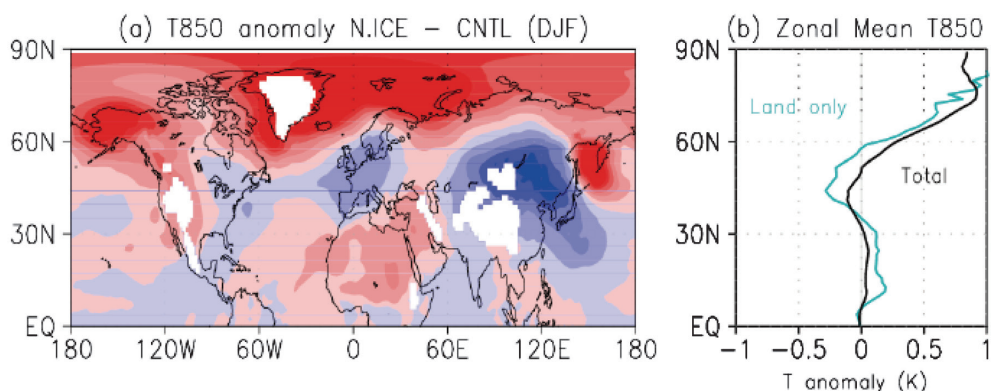 (a) T850 anomaly N.ICE - CNTL (DJF)
(b) Zonal Mean T850
90N
60N
30N
EQ
180
120W
60W
0
60E
120E
180
90N
60N
30N
EQ
Land only
Total
-1
-0.5
0
0.5
1
T anomaly (K)